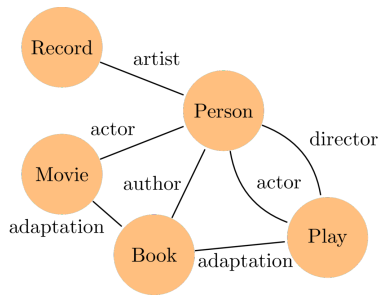 Record
artist
Person
actor
director
Movie
author
actor
adaptation
Book
adaptation
Play